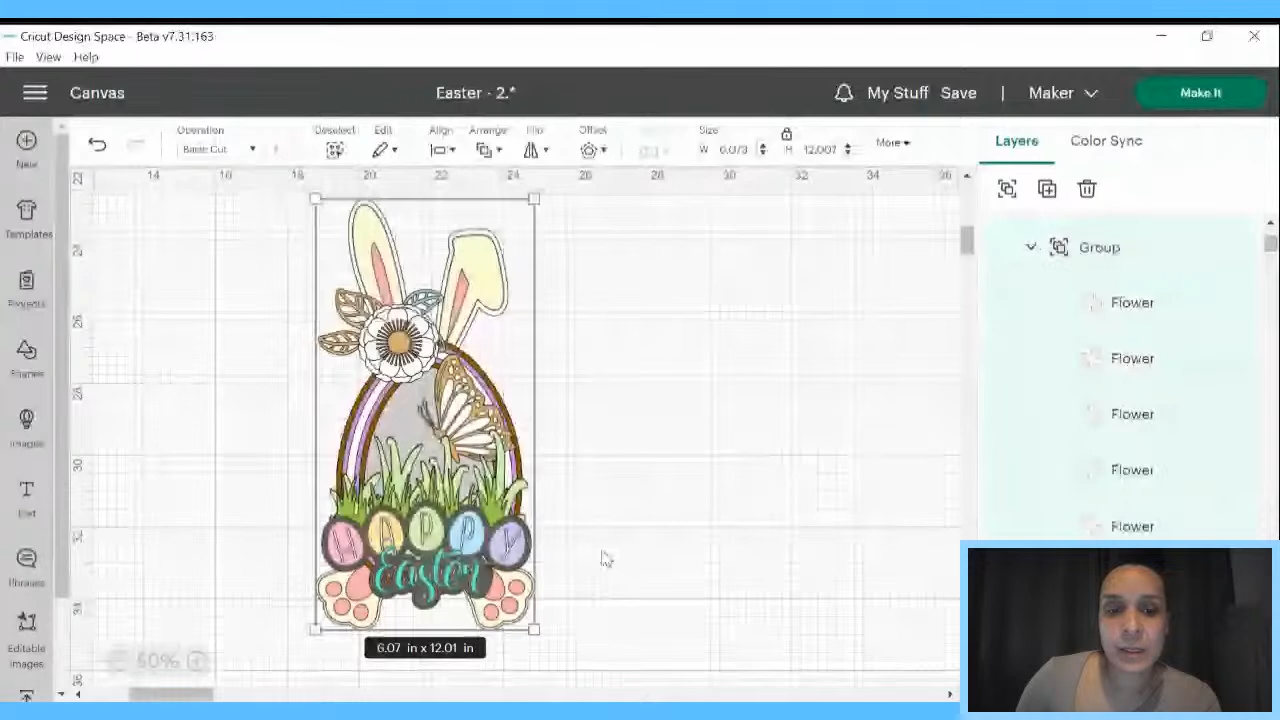 Cricut Design Space - Beta v7.31.163
File View Help
Canvas
Easter - 2.*
My Stuff Save | Maker
Make It
New
Templates
Projects
Images
Text
Phrases
Editable
Images
Operation
Basic Cut
Deselect
Edit
Align
Arrange
Flip
Offset
Size
W
H 12.007
More
14 16 18 20 22 24 26 28 30 32 34 36
HAPPY
Easter
6.07 in x 12.01 in
50%
Layers
Color Sync
Group
Flower
Flower
Flower
Flower
Flower